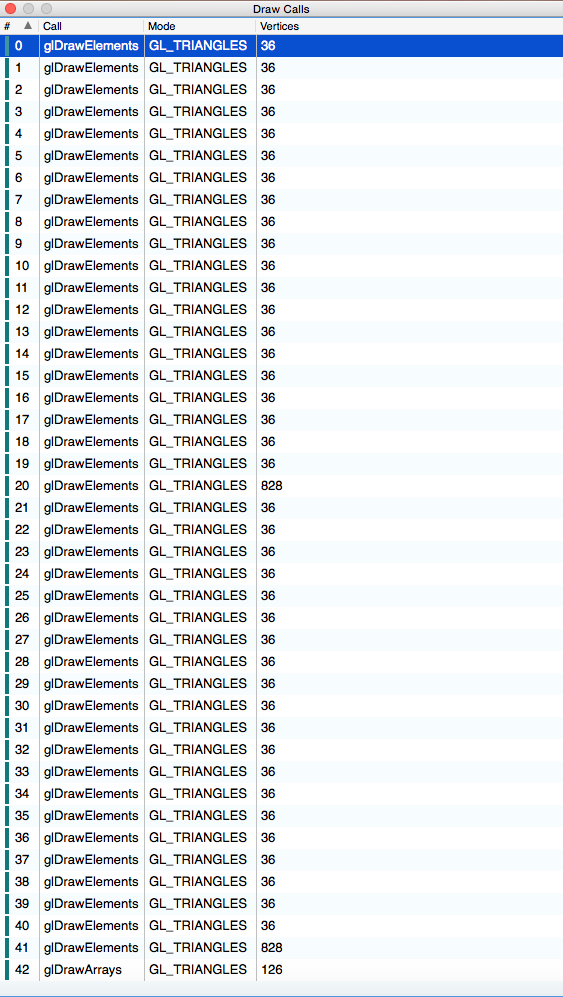 Draw Calls
# ▲ Call Mode Vertices
0 glDrawElements GL_TRIANGLES 36
1 glDrawElements GL_TRIANGLES 36
2 glDrawElements GL_TRIANGLES 36
3 glDrawElements GL_TRIANGLES 36
4 glDrawElements GL_TRIANGLES 36
5 glDrawElements GL_TRIANGLES 36
6 glDrawElements GL_TRIANGLES 36
7 glDrawElements GL_TRIANGLES 36
8 glDrawElements GL_TRIANGLES 36
9 glDrawElements GL_TRIANGLES 36
10 glDrawElements GL_TRIANGLES 36
11 glDrawElements GL_TRIANGLES 36
12 glDrawElements GL_TRIANGLES 36
13 glDrawElements GL_TRIANGLES 36
14 glDrawElements GL_TRIANGLES 36
15 glDrawElements GL_TRIANGLES 36
16 glDrawElements GL_TRIANGLES 36
17 glDrawElements GL_TRIANGLES 36
18 glDrawElements GL_TRIANGLES 36
19 glDrawElements GL_TRIANGLES 36
20 glDrawElements GL_TRIANGLES 828
21 glDrawElements GL_TRIANGLES 36
22 glDrawElements GL_TRIANGLES 36
23 glDrawElements GL_TRIANGLES 36
24 glDrawElements GL_TRIANGLES 36
25 glDrawElements GL_TRIANGLES 36
26 glDrawElements GL_TRIANGLES 36
27 glDrawElements GL_TRIANGLES 36
28 glDrawElements GL_TRIANGLES 36
29 glDrawElements GL_TRIANGLES 36
30 glDrawElements GL_TRIANGLES 36
31 glDrawElements GL_TRIANGLES 36
32 glDrawElements GL_TRIANGLES 36
33 glDrawElements GL_TRIANGLES 36
34 glDrawElements GL_TRIANGLES 36
35 glDrawElements GL_TRIANGLES 36
36 glDrawElements GL_TRIANGLES 36
37 glDrawElements GL_TRIANGLES 36
38 glDrawElements GL_TRIANGLES 36
39 glDrawElements GL_TRIANGLES 36
40 glDrawElements GL_TRIANGLES 36
41 glDrawElements GL_TRIANGLES 828
42 glDrawArrays GL_TRIANGLES 126